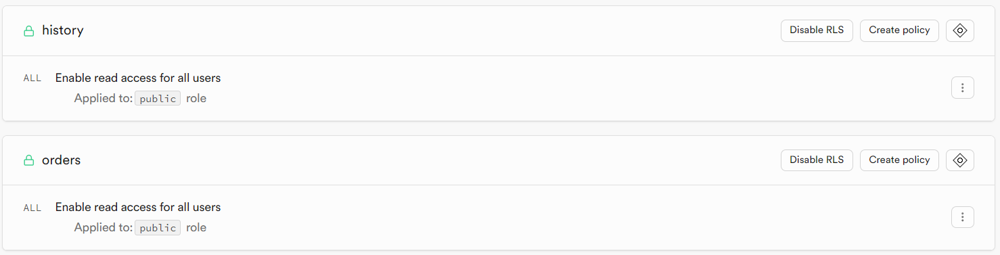 history
Disable RLS
Create policy
ALL
Enable read access for all users
Applied to: public role
orders
Disable RLS
Create policy
ALL
Enable read access for all users
Applied to: public role